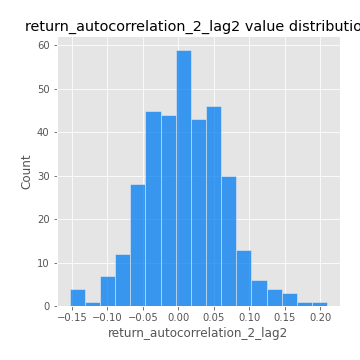 return_autocorrelation_2_lag2 value distributio
60
50
40
30
20
10
0
Count
−0.15 −0.10 −0.05 0.00 0.05 0.10 0.15 0.20
return_autocorrelation_2_lag2